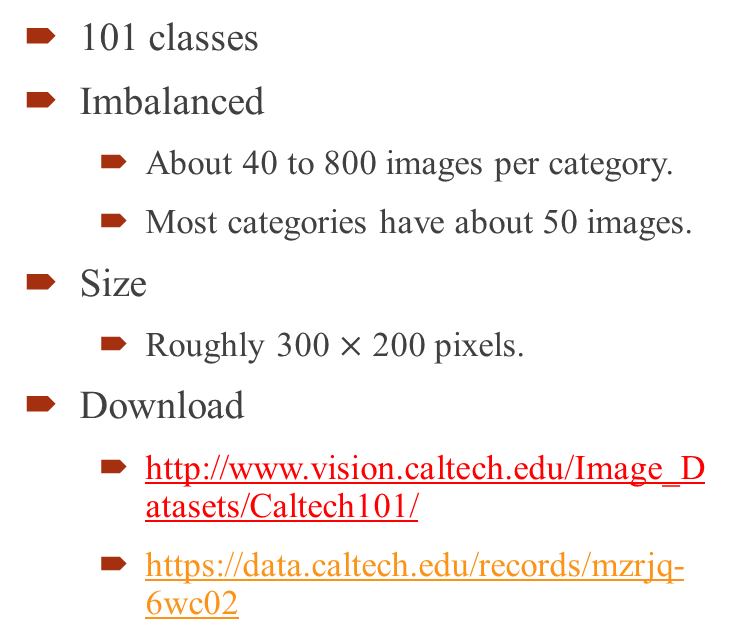 101 classes
Imbalanced
About 40 to 800 images per category.
Most categories have about 50 images.
Size
Roughly 300 × 200 pixels.
Download
http://www.vision.caltech.edu/Image_D
atasets/Caltech101/
https://data.caltech.edu/records/mzrjq-
6wc02